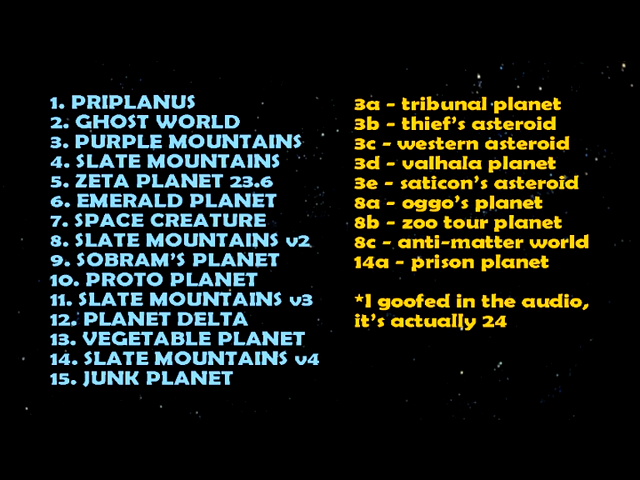 1. PRIPLANUS
2. GHOST WORLD
3. PURPLE MOUNTAINS
4. SLATE MOUNTAINS
5. ZETA PLANET 23.6
6. EMERALD PLANET
7. SPACE CREATURE
8. SLATE MOUNTAINS v2
9. SOBRAM'S PLANET
10. PROTO PLANET
11. SLATE MOUNTAINS v3
12. PLANET DELTA
13. VEGETABLE PLANET
14. SLATE MOUNTAINS v4
15. JUNK PLANET
3a - tribunal planet
3b - thief's asteroid
3c - western asteroid
3d - valhala planet
3e - saticon's asteroid
8a - oggo's planet
8b - zoo tour planet
8c - anti-matter world
14a - prison planet
*I goofed in the audio,
it's actually 24